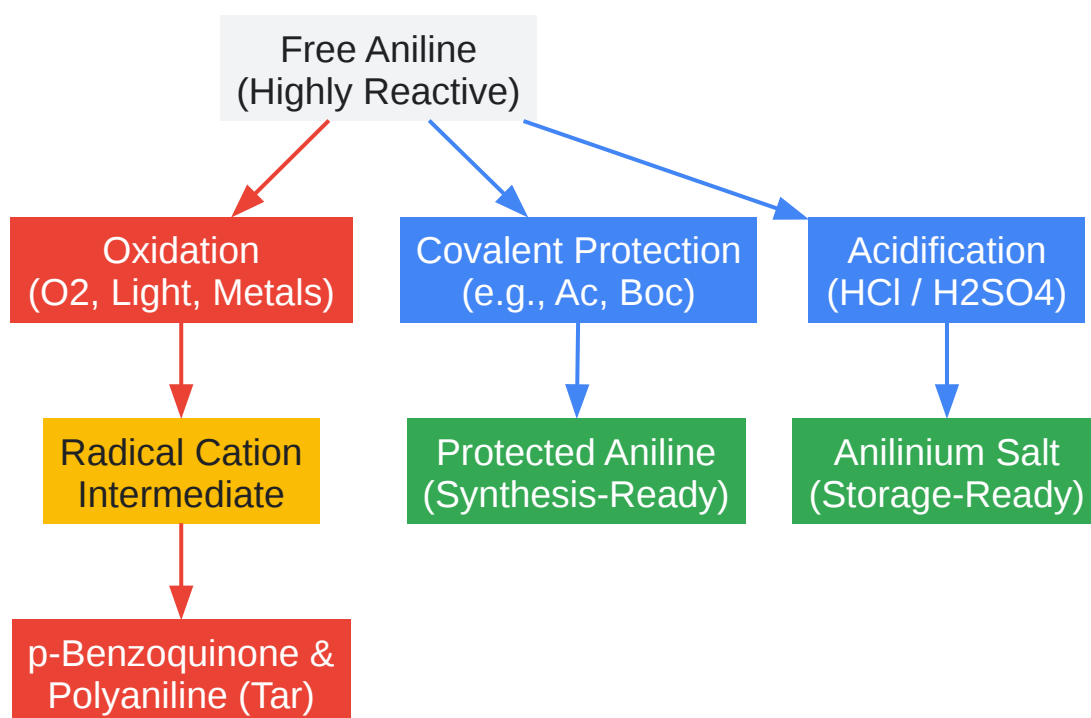 Free Aniline
(Highly Reactive)
Oxidation
(O2, Light, Metals)
Covalent Protection
(e.g., Ac, Boc)
Acidification
(HCl / H2SO4)
Radical Cation
Intermediate
Protected Aniline
(Synthesis-Ready)
Anilinium Salt
(Storage-Ready)
p-Benzoquinone &
Polyaniline (Tar)